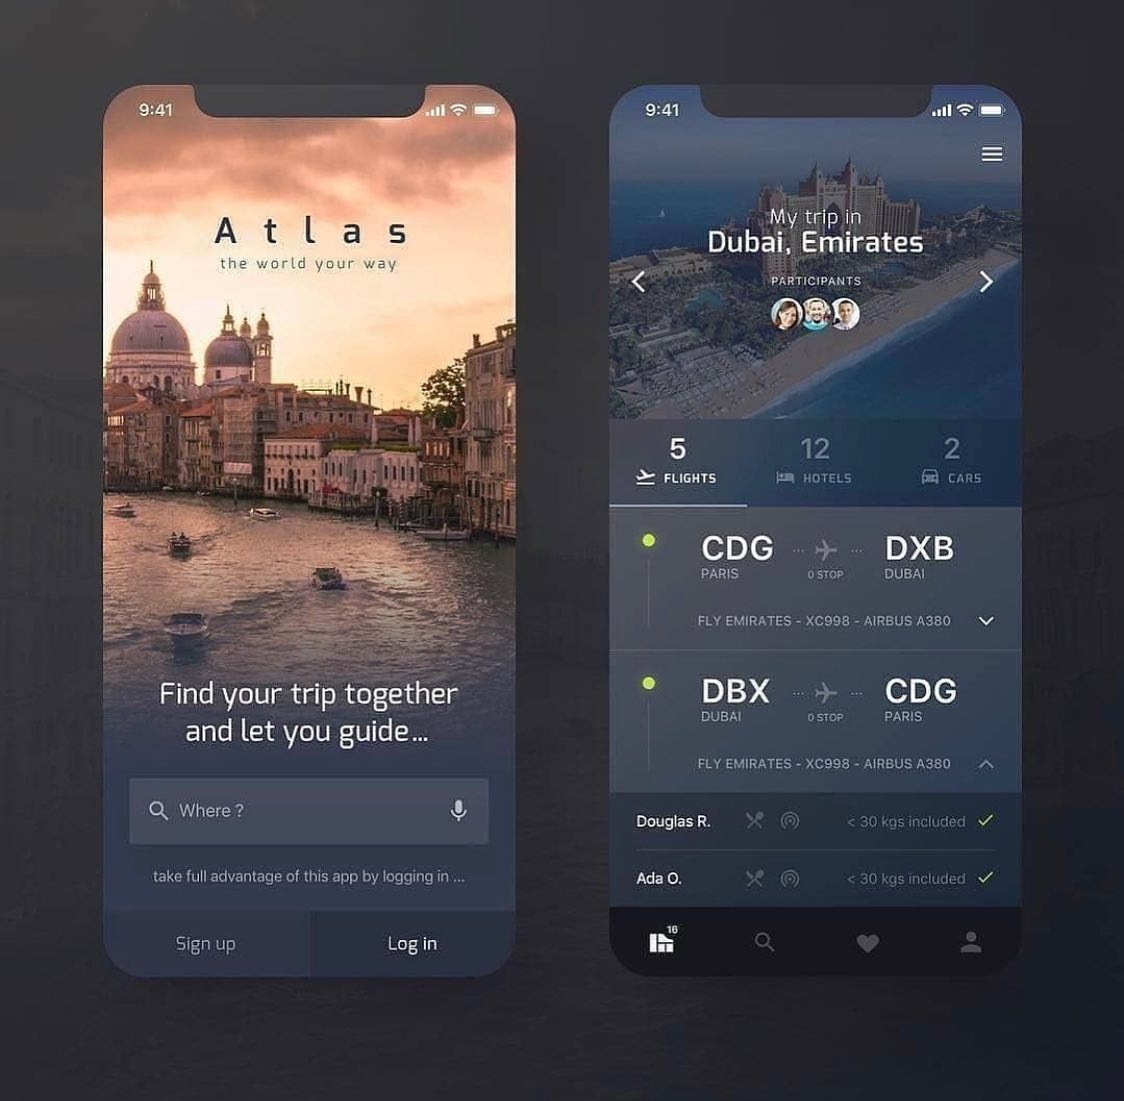 9:41
Atlas
the world your way
Find your trip together
and let you guide...
Where ?
take full advantage of this app by logging in ...
Sign up
Log in
9:41
My trip in
Dubai, Emirates
PARTICIPANTS
5
12
2
FLIGHTS
HOTELS
CARS
CDG
DXB
PARIS
0 STOP
DUBAI
FLY EMIRATES - XC998 - AIRBUS A380
DBX
CDG
DUBAI
0 STOP
PARIS
FLY EMIRATES - XC998 - AIRBUS A380
Douglas R.
< 30 kgs included
Ada O.
< 30 kgs included
16